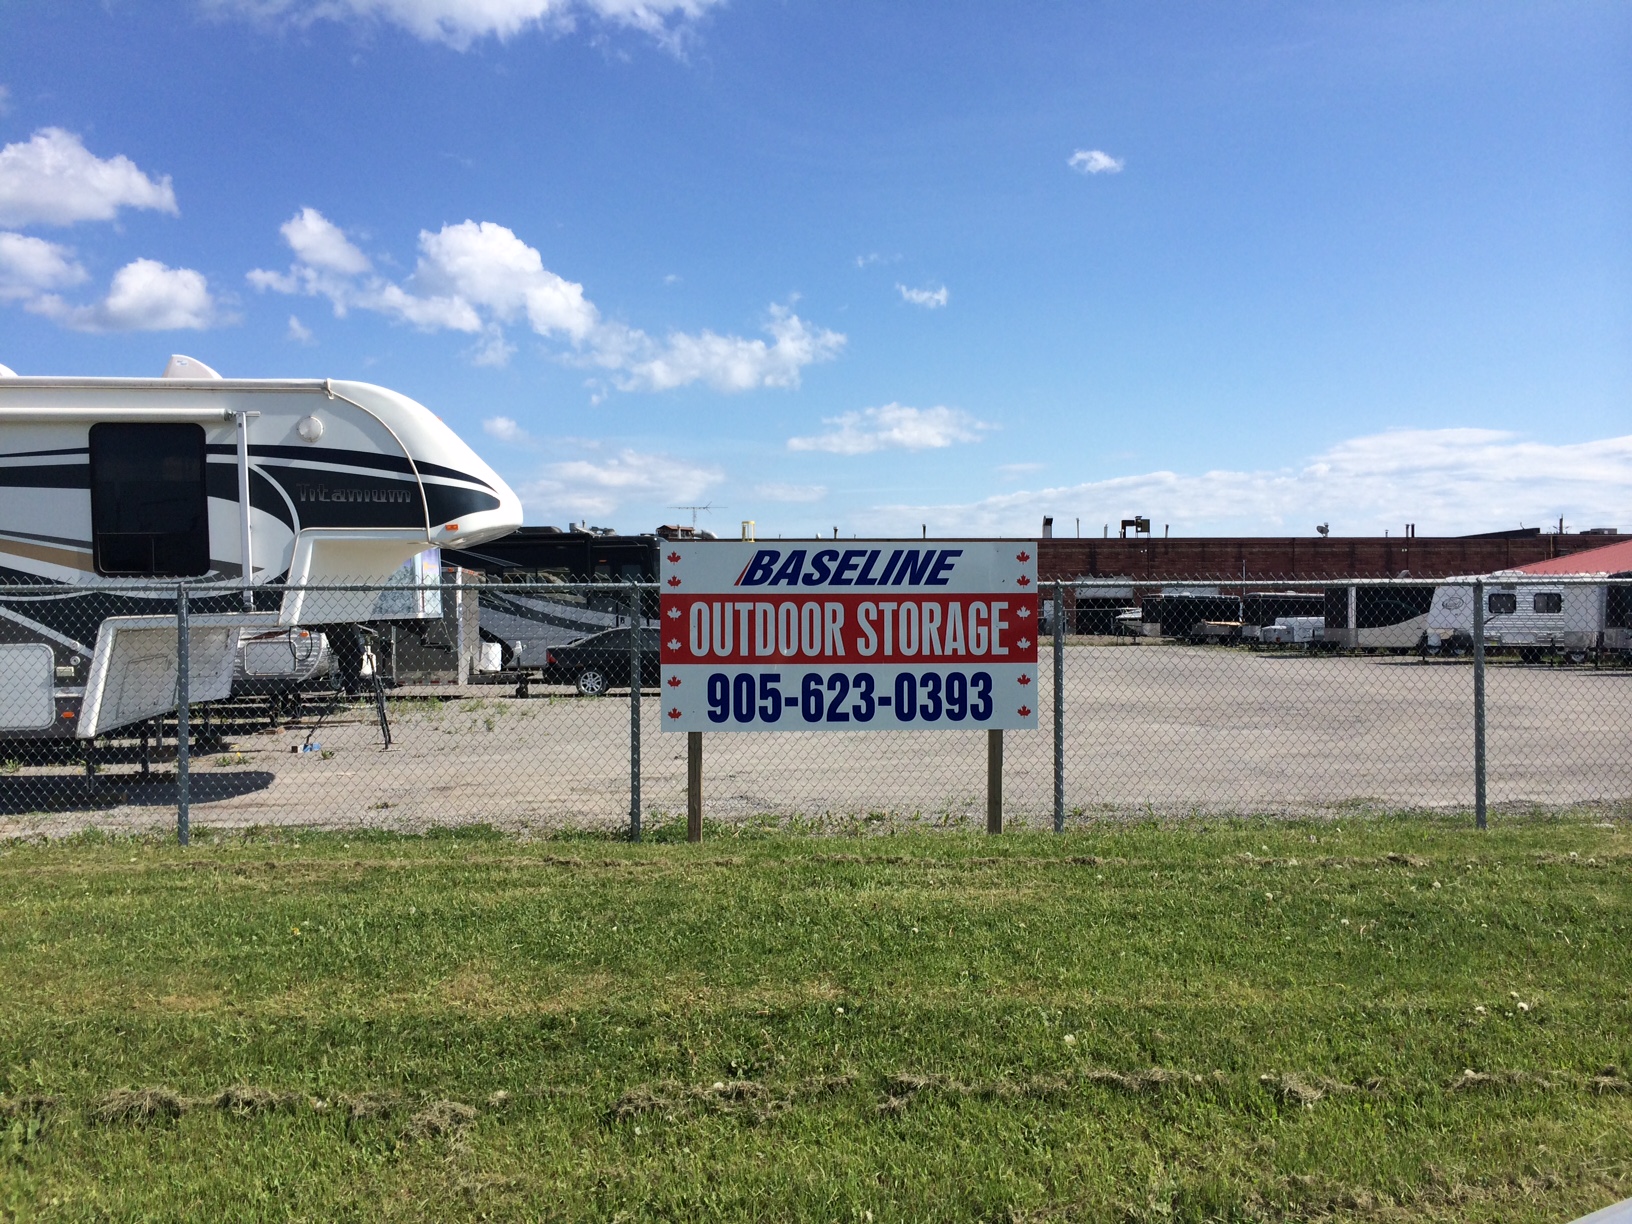 Titanium
BASELINE
OUTDOOR STORAGE
905-623-0393